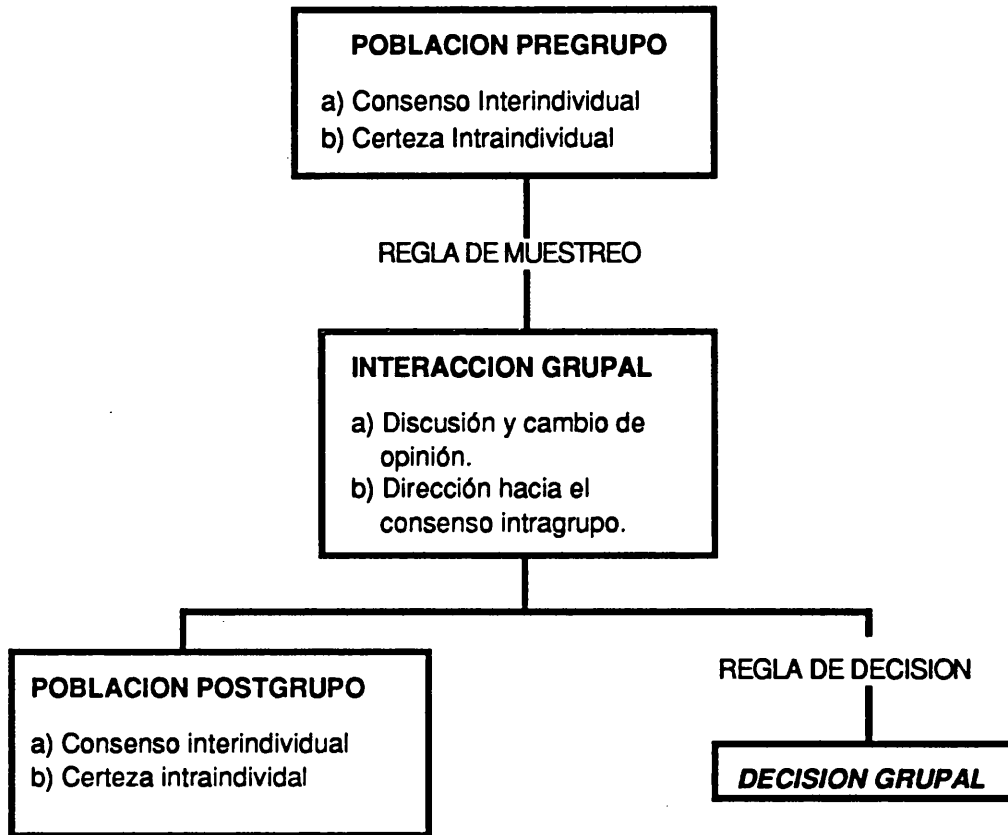 POBLACION PREGRUPO
a) Consenso Interindividual
b) Certeza Intraindividual
REGLA DE MUESTREO
INTERACCION GRUPAL
a) Discusión y cambio de
opinión.
b) Dirección hacia el
consenso intragrupo.
POBLACION POSTGRUPO
a) Consenso interindividual
b) Certeza intraindividal
REGLA DE DECISION
DECISION GRUPAL